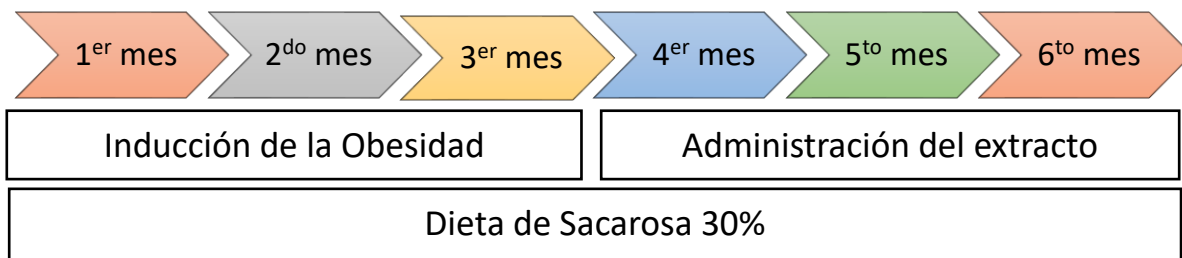 1er mes 2do mes 3er mes 4er mes 5to mes 6to mes
Inducción de la Obesidad Administración del extracto
Dieta de Sacarosa 30%